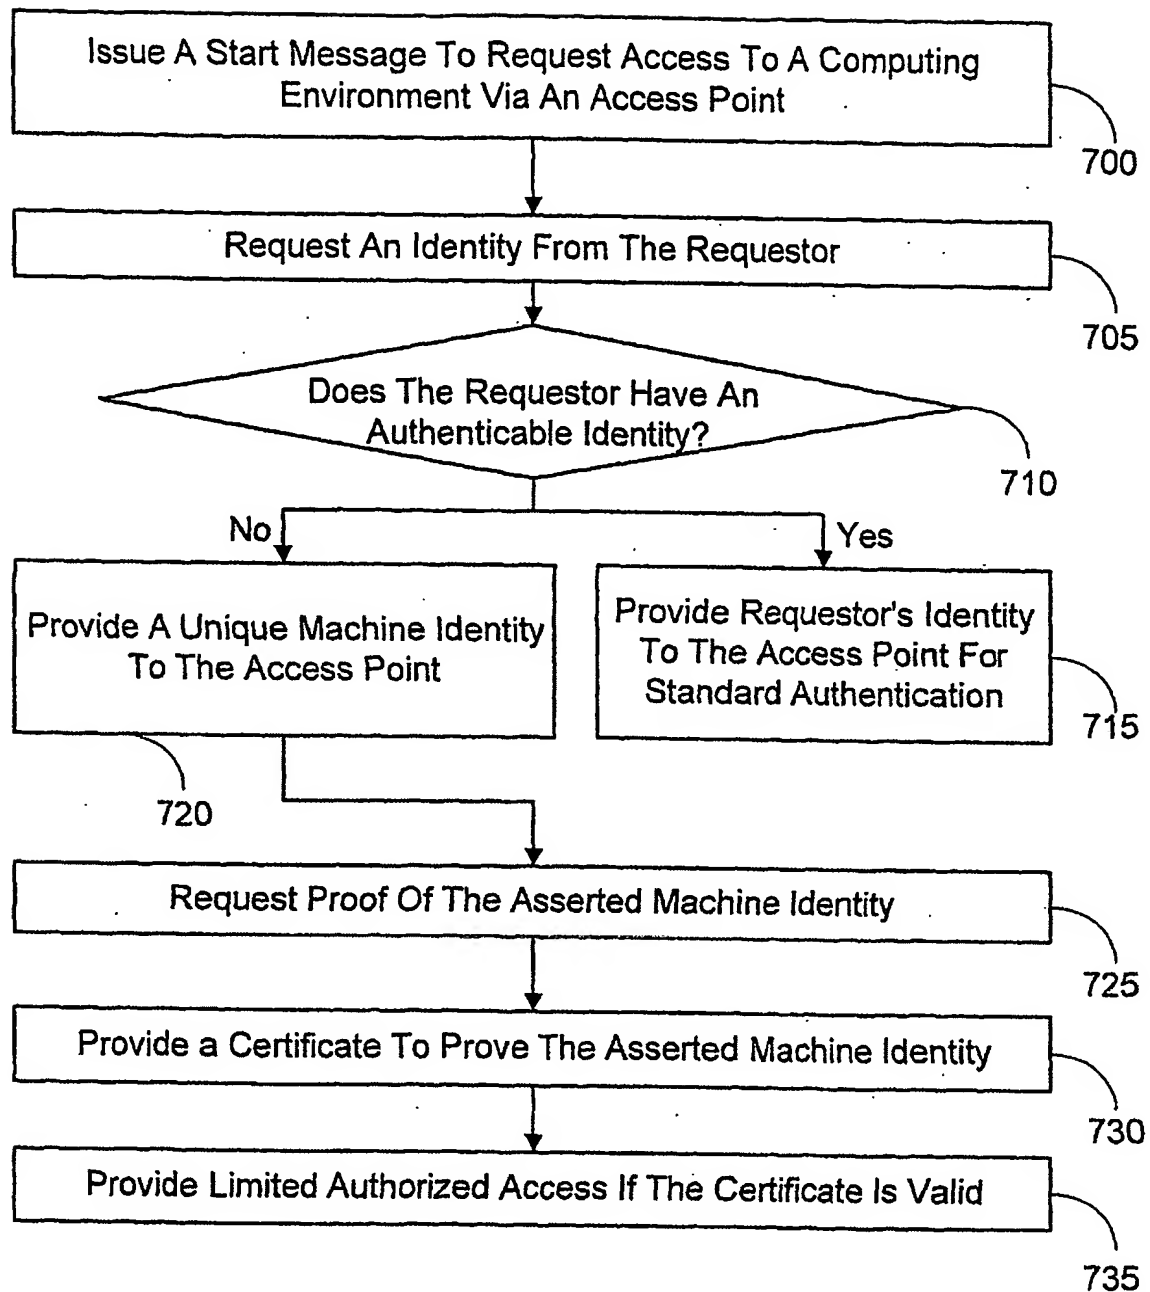 Issue A Start Message To Request Access To A Computing
Environment Via An Access Point
700
Request An Identity From The Requestor
705
Does The Requestor Have An
Authenticable Identity?
710
No
Yes
Provide A Unique Machine Identity
To The Access Point
720
Provide Requestor's Identity
To The Access Point For
Standard Authentication
715
Request Proof Of The Asserted Machine Identity
725
Provide a Certificate To Prove The Asserted Machine Identity
730
Provide Limited Authorized Access If The Certificate Is Valid
735